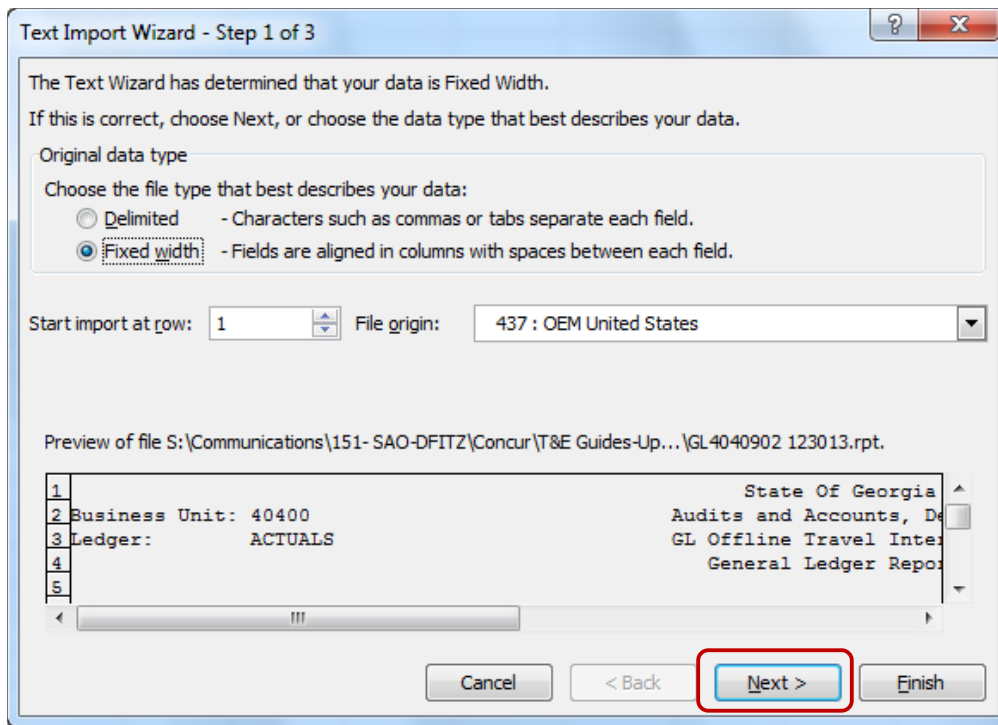 Text Import Wizard - Step 1 of 3
The Text Wizard has determined that your data is Fixed Width.
If this is correct, choose Next, or choose the data type that best describes your data.
Original data type
Choose the file type that best describes your data:
Delimited - Characters such as commas or tabs separate each field.
Fixed width - Fields are aligned in columns with spaces between each field.
Start import at row: 1 File origin: 437 : OEM United States
Preview of file S:\Communications\151- SAO-DFITZ\Concur\T&E Guides-Up...\GL4040902 123013.rpt.
1 State Of Georgia
2 Business Unit: 40400 Audits and Accounts, De
3 Ledger: ACTUALS GL Offline Travel Inter
4 General Ledger Repor
5
Cancel < Back Next > Finish